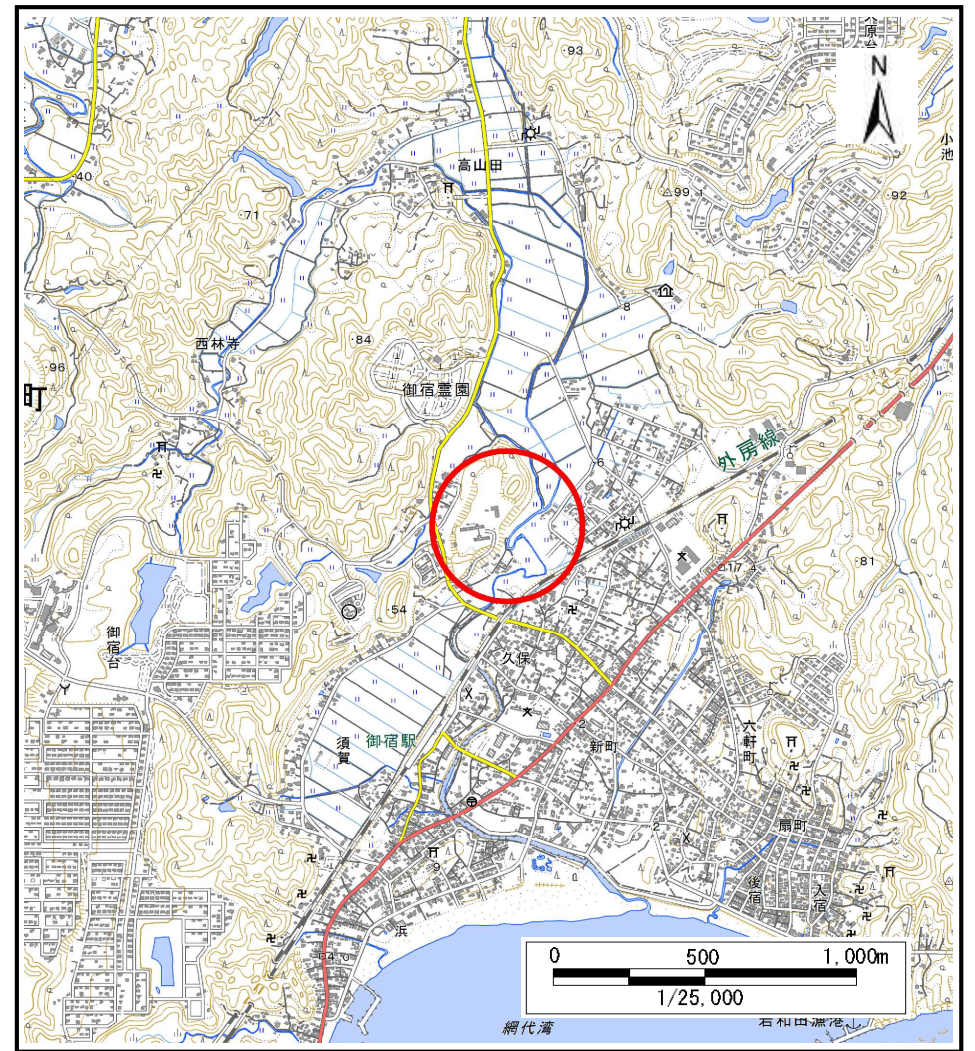 原台
N
小池
・93
高山田
・40
・71
△99.1
・92
8
西林寺
・84
・96
御宿霊園
町
外房線
・6
・81
□17.4
・54
御宿台
久保
2
六軒町
新町
須賀
御宿駅
2
扇町
9
後宿
入宿
浜
4.0
0 500 1,000m
1/25,000
網代湾
岩和田漁港